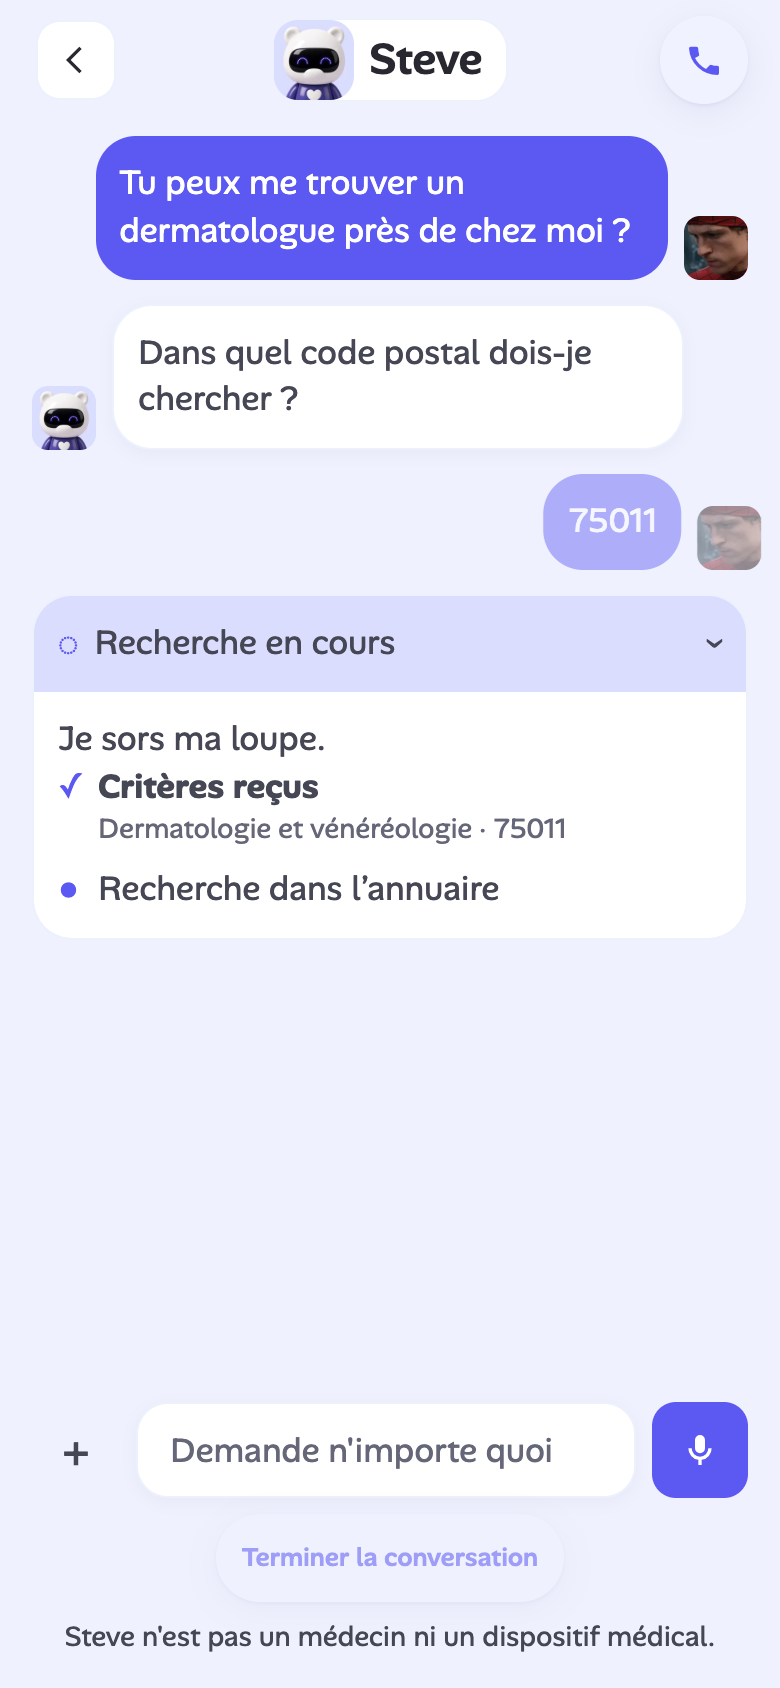 Steve
Tu peux me trouver un
dermatologue près de chez moi ?
Dans quel code postal dois-je
chercher ?
75011
Recherche en cours
Je sors ma loupe.
Critères reçus
Dermatologie et vénéréologie · 75011
Recherche dans l’annuaire
Demande n'importe quoi
Terminer la conversation
Steve n'est pas un médecin ni un dispositif médical.